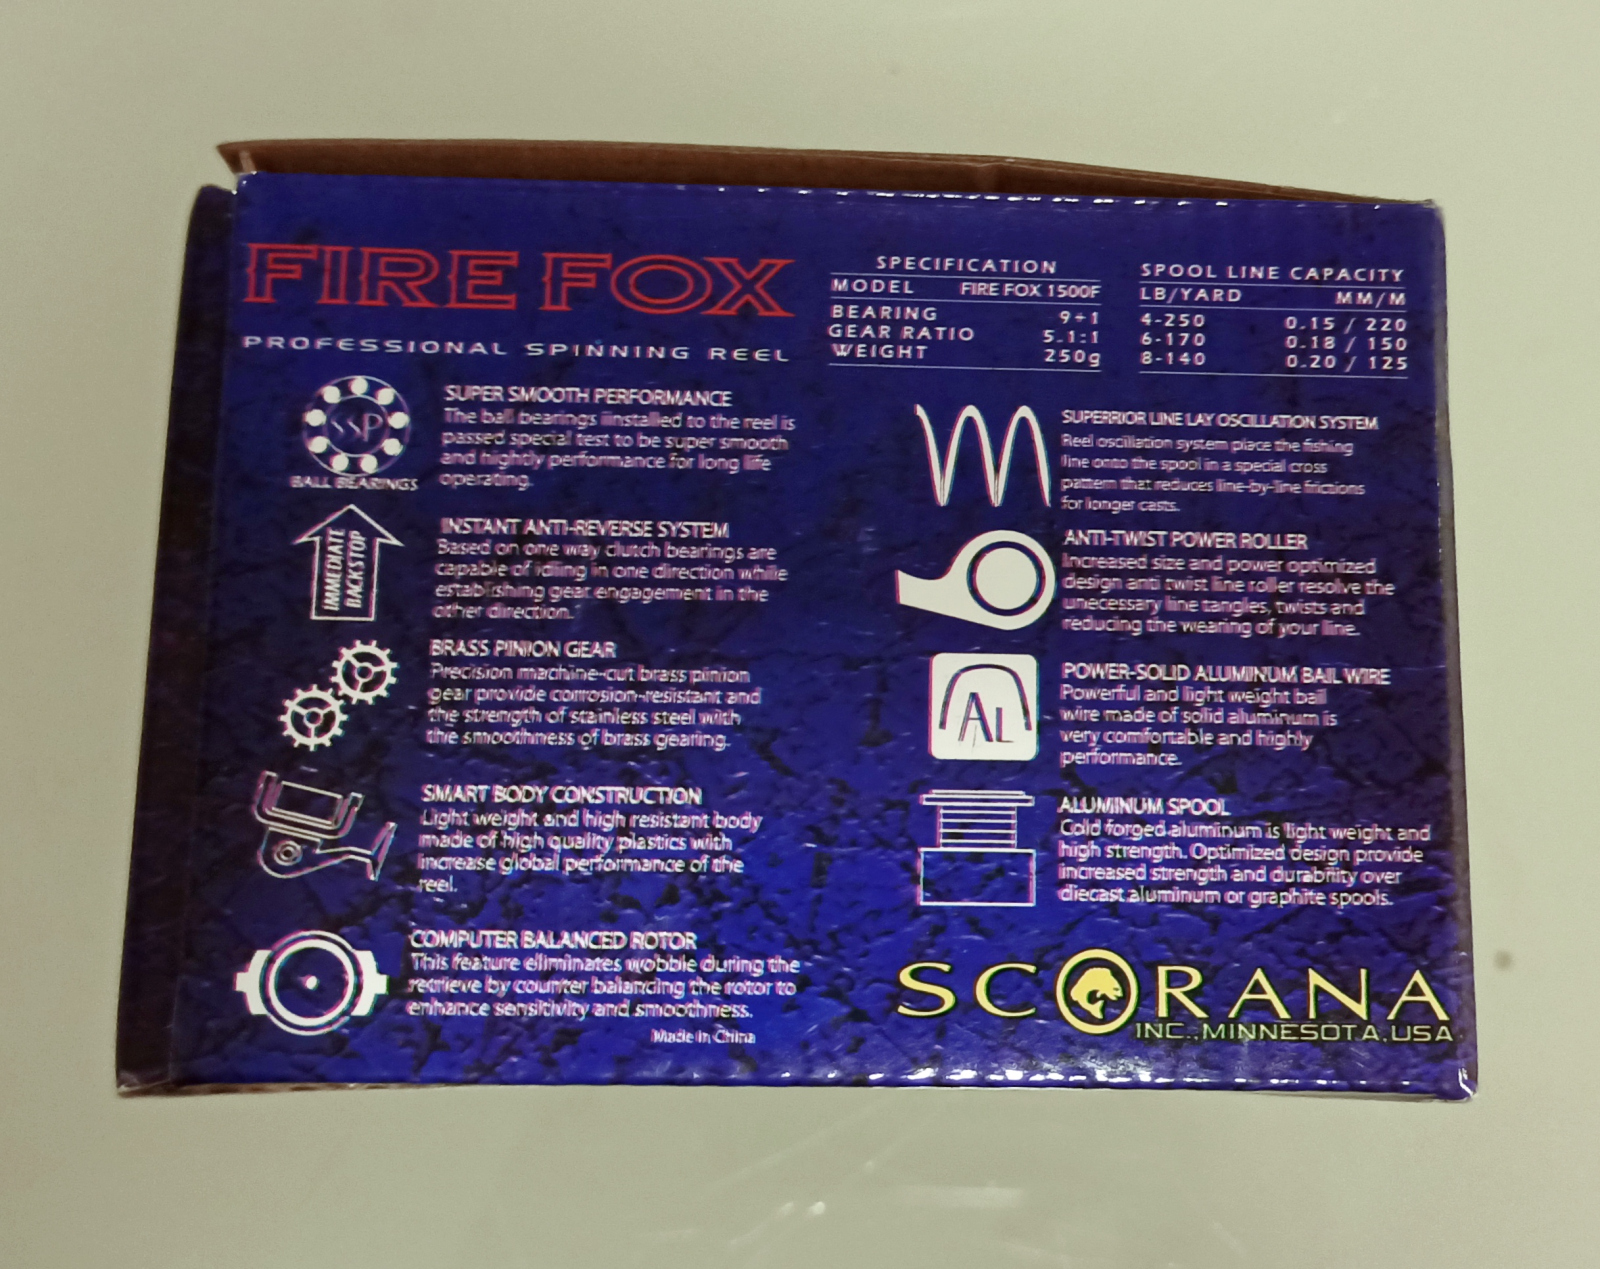 FIRE FOX
PROFESSIONAL SPINNING REEL
SPECIFICATION
MODEL FIRE FOX 1500F
BEARING 9+1
GEAR RATIO 5.1:1
WEIGHT 250g
SPOOL LINE CAPACITY
LB/YARD MM/M
4-250 0.15 / 220
6-170 0.18 / 150
8-140 0.20 / 125
SSP
BALL BEARINGS
SUPER SMOOTH PERFORMANCE
The ball bearings iinstalled to the reel is
passed special test to be super smooth
and hightly performance for long life
operating.
IMMEDIATE
BACKSTOP
INSTANT ANTI-REVERSE SYSTEM
Based on one way clutch bearings are
capable of idling in one direction while
establishing gear engagement in the
other direction.
BRASS PINION GEAR
Precision machine-cut brass pinion
gear provide corrosion-resistant and
the strength of stainless steel with
the smoothness of brass gearing.
SMART BODY CONSTRUCTION
Light weight and high resistant body
made of high quality plastics with
increase global performance of the
reel.
COMPUTER BALANCED ROTOR
This feature eliminates wobble during the
retrieve by counter balancing the rotor to
enhance sensitivity and smoothness.
Made in China
SUPERRIOR LINE LAY OSCILLATION SYSTEM
Reel oscillation system place the fishing
line onto the spool in a special cross
pattern that reduces line-by-line frictions
for longer casts.
ANTI-TWIST POWER ROLLER
Increased size and power optimized
design anti twist line roller resolve the
unecessary line tangles, twists and
reducing the wearing of your line.
AL
POWER-SOLID ALUMINUM BAIL WIRE
Powerful and light weight bail
wire made of solid aluminum is
very comfortable and highly
performance.
ALUMINUM SPOOL
Cold forged aluminum is light weight and
high strength. Optimized design provide
increased strength and durability over
diecast aluminum or graphite spools.
SCORANA
INC., MINNESOTA, USA